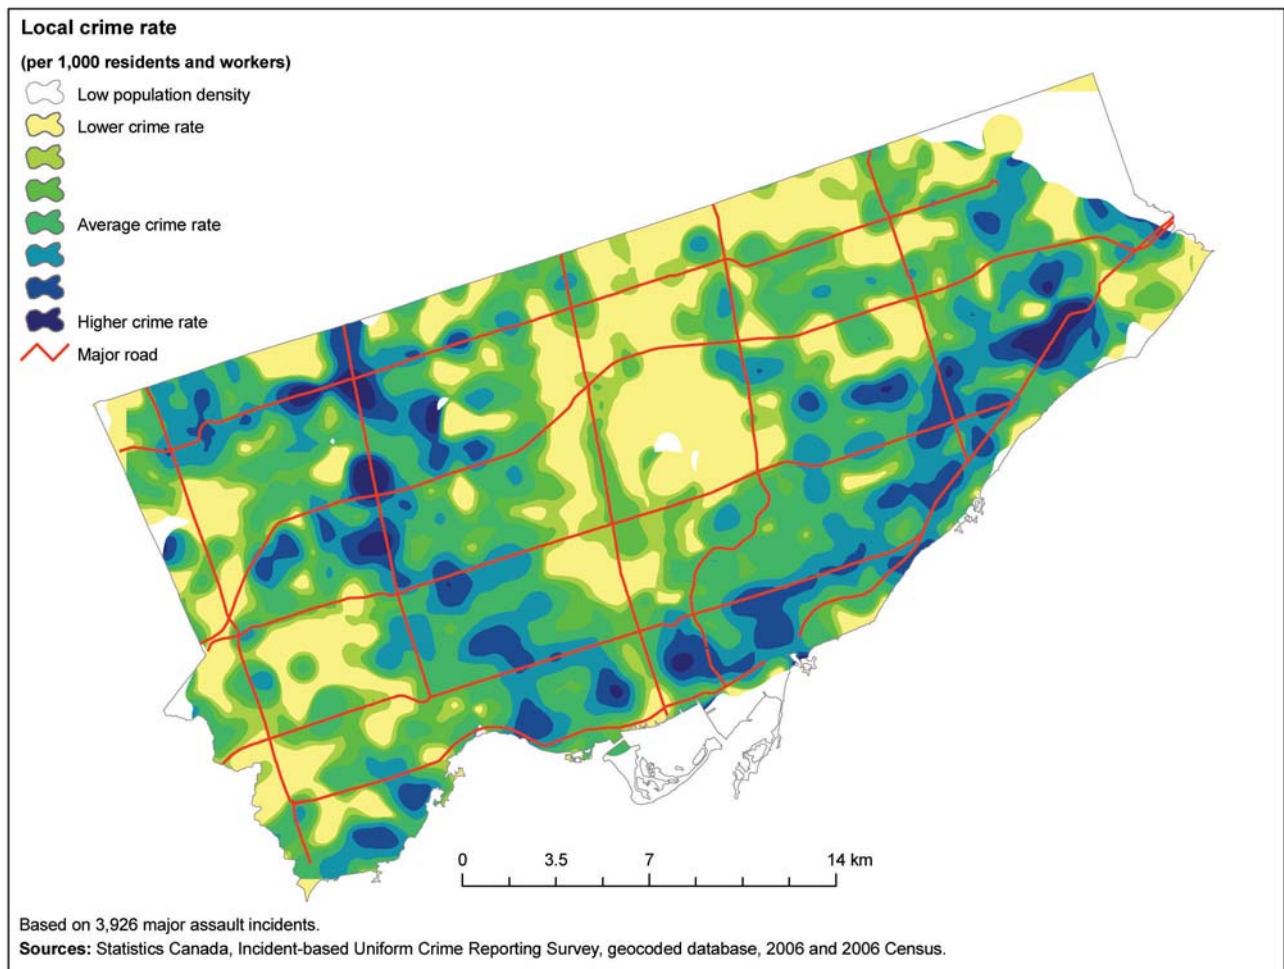 Local crime rate
(per 1,000 residents and workers)
Low population density
Lower crime rate
Average crime rate
Higher crime rate
Major road
0 3.5 7 14 km
Based on 3,926 major assault incidents.
Sources: Statistics Canada, Incident-based Uniform Crime Reporting Survey, geocoded database, 2006 and 2006 Census.